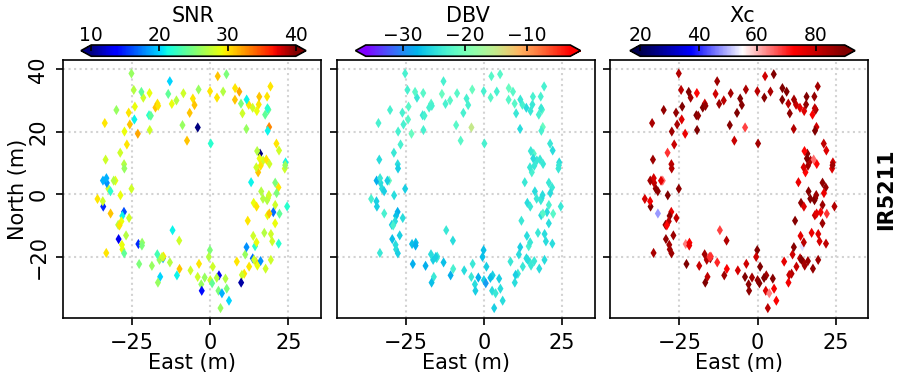 SNR DBV Xc
10 20 30 40 −30 −20 −10 20 40 60 80
40
20
0
−20
North (m)
−25 0 25 −25 0 25 −25 0 25
East (m) East (m) East (m)
IR5211